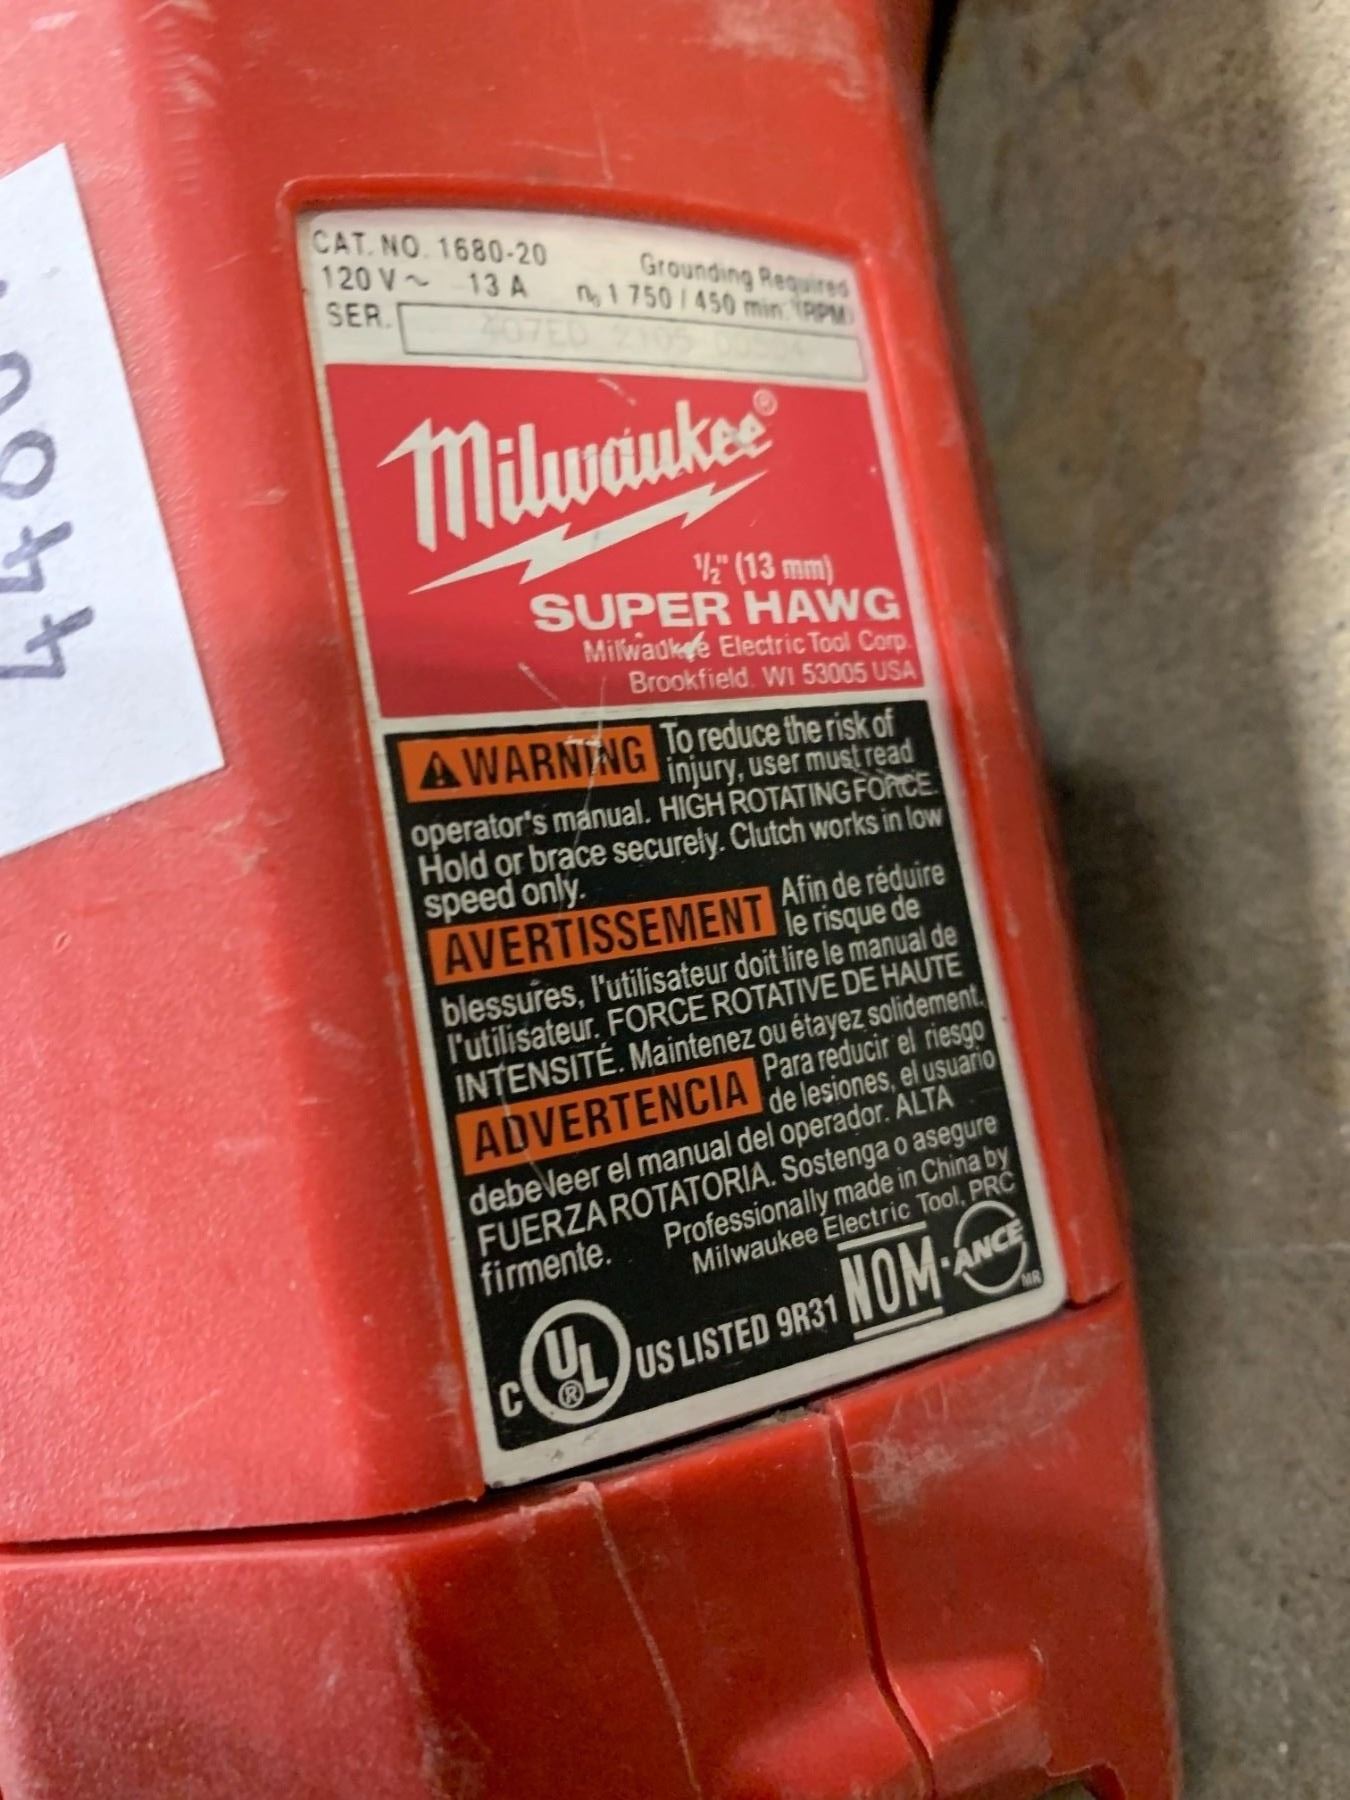 CAT. NO. 1680-20 Grounding Required
120 V~ 13 A n₀ 1 750 / 450 min. (RPM)
SER.
Milwaukee®
½" (13 mm)
SUPER HAWG
Milwaukee Electric Tool Corp.
Brookfield, WI 53005 USA
⚠ WARNING To reduce the risk of
injury, user must read
operator's manual. HIGH ROTATING FORCE.
Hold or brace securely. Clutch works in low
speed only.
AVERTISSEMENT Afin de réduire
le risque de
blessures, l'utilisateur doit lire le manual de
l'utilisateur. FORCE ROTATIVE DE HAUTE
INTENSITÉ. Maintenez ou étayez solidement.
ADVERTENCIA Para reducir el riesgo
de lesiones, el usuario
debe leer el manual del operador. ALTA
FUERZA ROTATORIA. Sostenga o asegure
firmente. Professionally made in China by
Milwaukee Electric Tool, PRC
C UL® US LISTED 9R31 NOM-ANCE MR